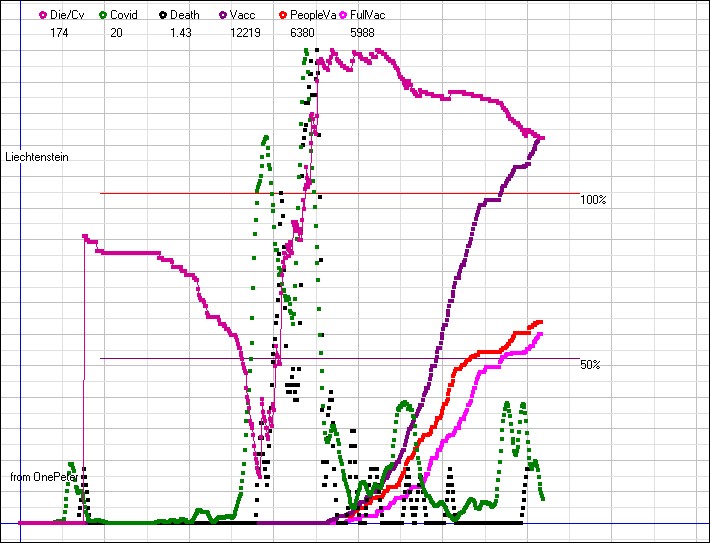 Die/Cv Covid Death Vacc PeopleVa FullVac
174 20 1.43 12219 6380 5988
Liechtenstein
100%
50%
from OnePeter